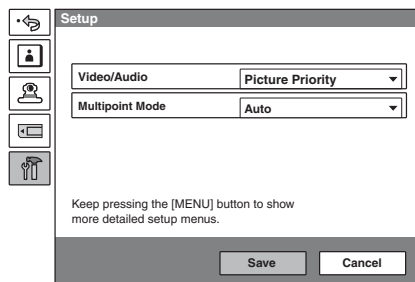 Setup
Video/Audio Picture Priority
Multipoint Mode Auto
Keep pressing the [MENU] button to show
more detailed setup menus.
Save Cancel